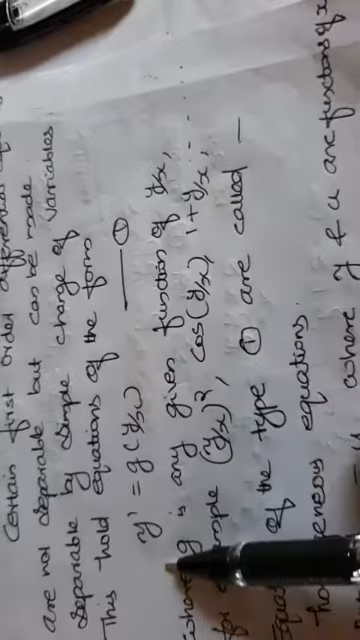 Certain first order differential
are not separable but can be made
separable by simple change of variables
This hold equations of the form
y' = g(y/x) —— ①
where g is any given function of y/x,
for example (y/x)², cos(y/x), 1+y/x, .....
of the type ① are called —
equations.
where y & u are functions of x